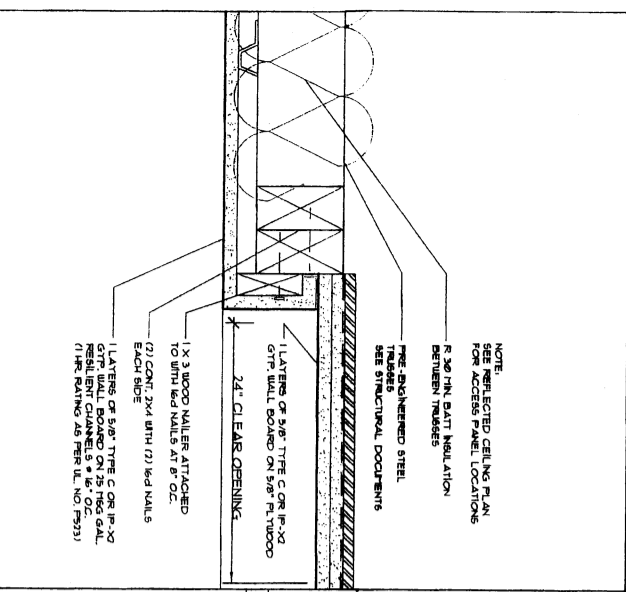 NOTE:
SEE REFLECTED CEILING PLAN
FOR ACCESS PANEL LOCATIONS
R 30 MIN. BATT INSULATION
BETWEEN TRUSSES
PRE-ENGINEERED STEEL
TRUSSES
SEE STRUCTURAL DOCUMENTS
1 LAYERS OF 5/8" TYPE C OR IP-X2
GYP. WALL BOARD ON 5/8" PLYWOOD
24" CLEAR OPENING
1 X 3 WOOD NAILER ATTACHED
TO WITH 16d NAILS AT 8" O.C.
(2) CONT. 2X4 WITH (2) 16d NAILS
EACH SIDE
1 LAYERS OF 5/8" TYPE C OR IP-X2
GYP. WALL BOARD ON 25 MSG GAL.
RESILIENT CHANNELS @ 16" O.C.
(1 HR. RATING AS PER UL NO. P523)